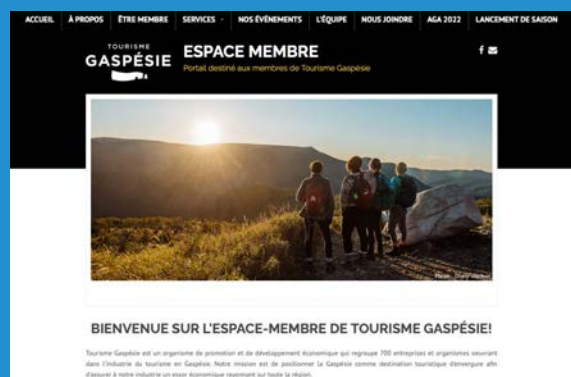 ACCUEIL À PROPOS ÊTRE MEMBRE SERVICES NOS ÉVÉNEMENTS L'ÉQUIPE NOUS JOINDRE AGA 2022 LANCEMENT DE SAISON
TOURISME
GASPÉSIE
ESPACE MEMBRE
Portail destiné aux membres de Tourisme Gaspésie
BIENVENUE SUR L'ESPACE-MEMBRE DE TOURISME GASPÉSIE!
Tourisme Gaspésie est un organisme de promotion et de développement économique qui regroupe 700 entreprises et organismes oeuvrant
dans l'industrie du tourisme en Gaspésie. Notre mission est de positionner la Gaspésie comme destination touristique d'envergure afin
d'assurer à notre industrie un essor économique rayonnant sur toute la région.